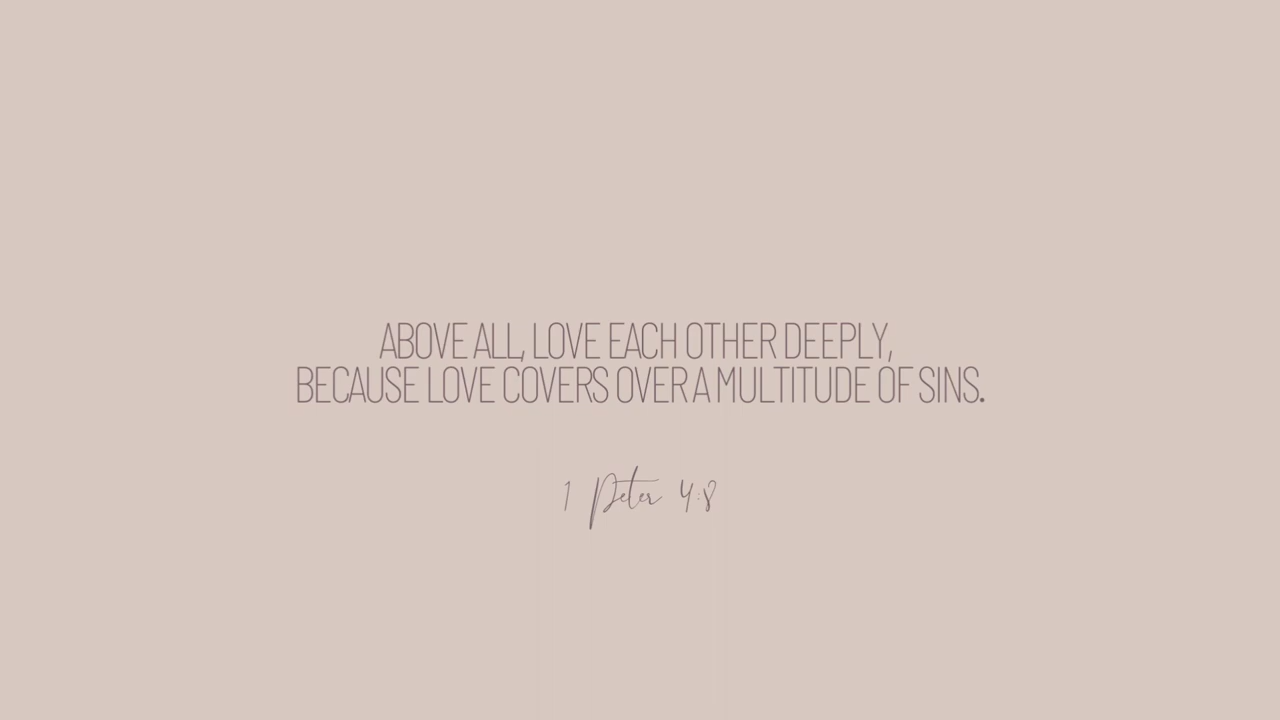 ABOVE ALL, LOVE EACH OTHER DEEPLY,
BECAUSE LOVE COVERS OVER A MULTITUDE OF SINS.
1 Peter 4:8